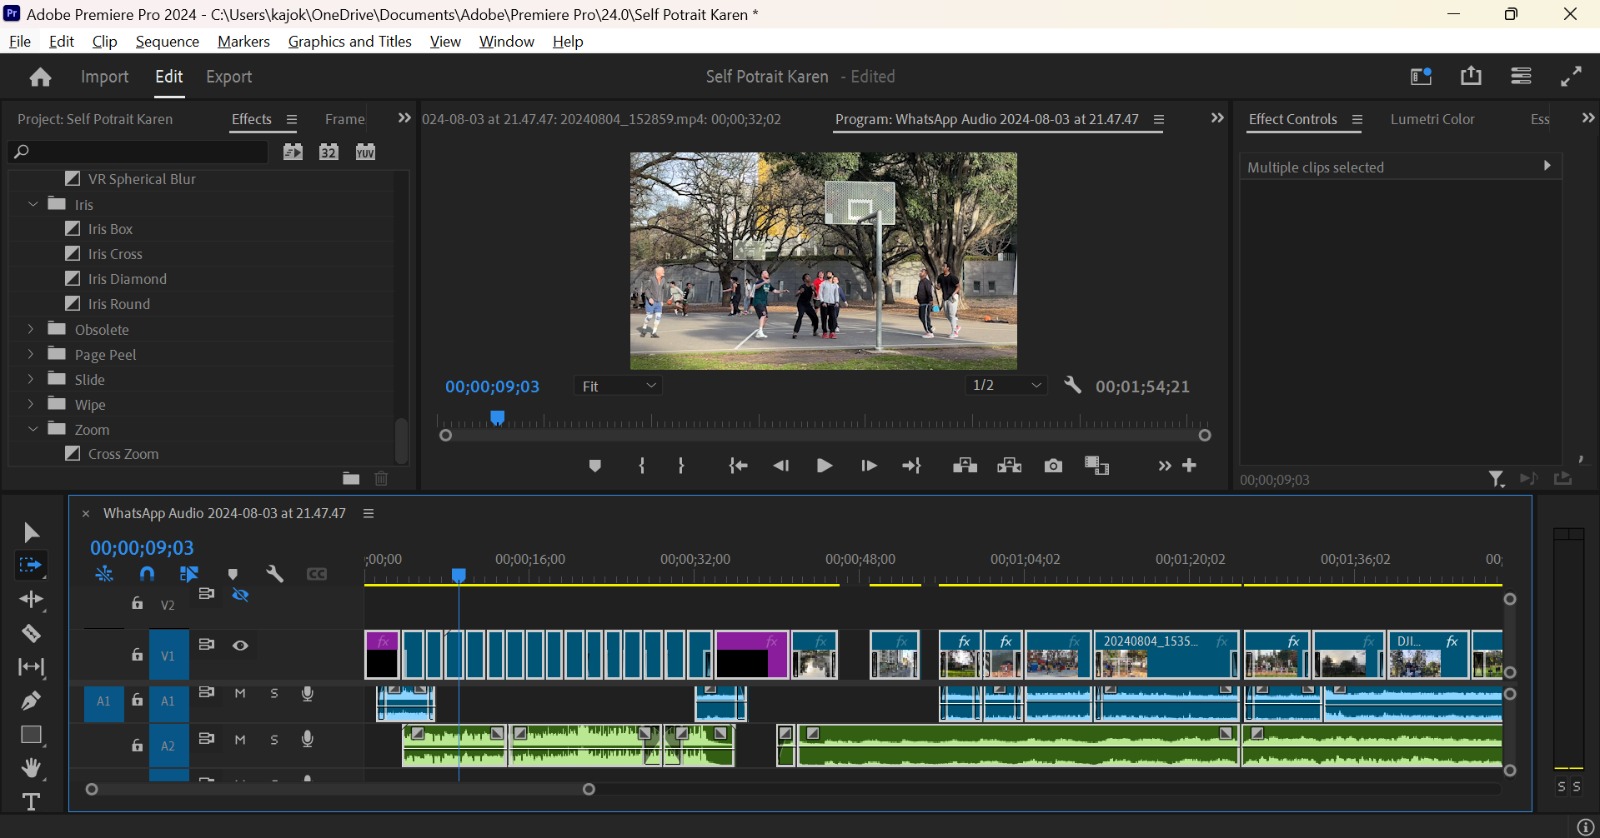 Pr Adobe Premiere Pro 2024 - C:\Users\kajok\OneDrive\Documents\Adobe\Premiere Pro\24.0\Self Potrait Karen *
File Edit Clip Sequence Markers Graphics and Titles View Window Help
Import Edit Export
Self Potrait Karen - Edited
Project: Self Potrait Karen Effects Frame
024-08-03 at 21.47.47: 20240804_152859.mp4: 00;00;32;02
Program: WhatsApp Audio 2024-08-03 at 21.47.47
Effect Controls Lumetri Color Ess
32 YUV
Multiple clips selected
VR Spherical Blur
Iris
Iris Box
Iris Cross
Iris Diamond
Iris Round
Obsolete
Page Peel
Slide
Wipe
Zoom
Cross Zoom
00;00;09;03 Fit 1/2 00;01;54;21
00;00;09;03
× WhatsApp Audio 2024-08-03 at 21.47.47
00;00;09;03
CC
;00;00 00;00;16;00 00;00;32;00 00;00;48;00 00;01;04;02 00;01;20;02 00;01;36;02 00;
V2
V1
fx fx fx fx fx fx fx 20240804_1535... fx fx fx DJI... fx
A1 A1 M S
A2 M S
T
S S